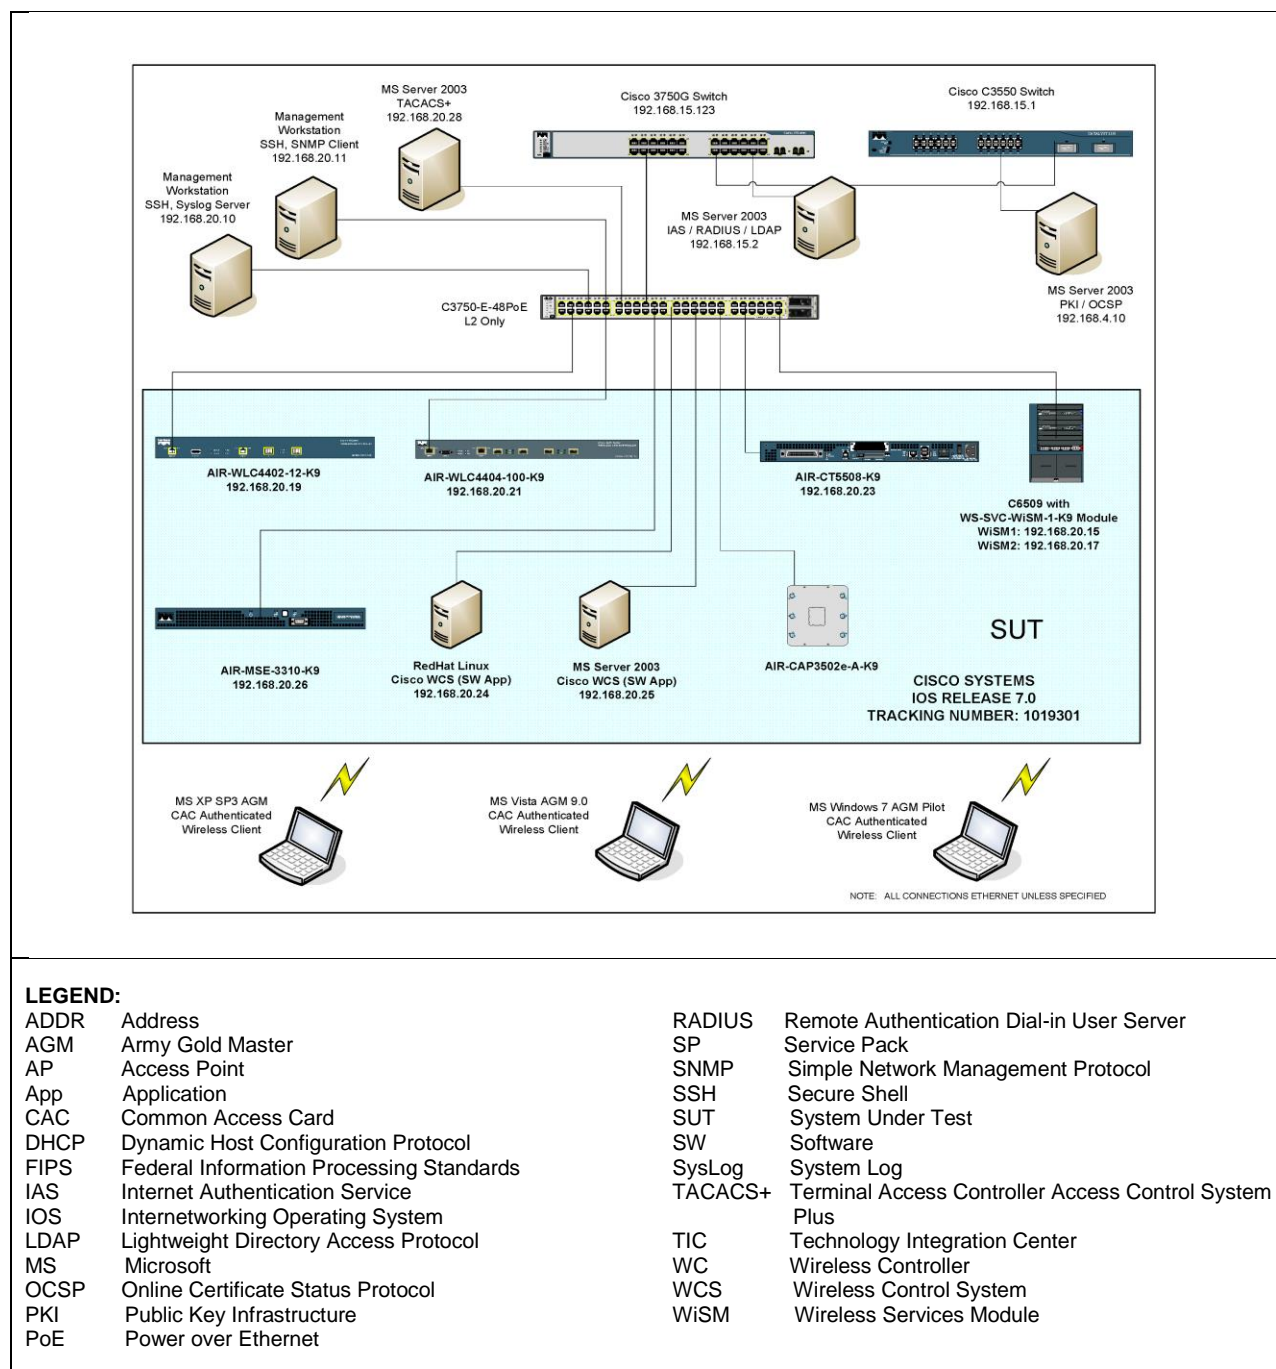 MS Server 2003
TACACS+
192.168.20.28
Cisco 3750G Switch
192.168.15.123
Cisco C3550 Switch
192.168.15.1
Management
Workstation
SSH, SNMP Client
192.168.20.11
Management
Workstation
SSH, Syslog Server
192.168.20.10
MS Server 2003
IAS / RADIUS / LDAP
192.168.15.2
MS Server 2003
PKI / OCSP
192.168.4.10
C3750-E-48PoE
L2 Only
AIR-WLC4402-12-K9
192.168.20.19
AIR-WLC4404-100-K9
192.168.20.21
AIR-CT5508-K9
192.168.20.23
C6509 with
WS-SVC-WiSM-1-K9 Module
WiSM1: 192.168.20.15
WiSM2: 192.168.20.17
AIR-MSE-3310-K9
192.168.20.26
RedHat Linux
Cisco WCS (SW App)
192.168.20.24
MS Server 2003
Cisco WCS (SW App)
192.168.20.25
AIR-CAP3502e-A-K9
SUT
CISCO SYSTEMS
IOS RELEASE 7.0
TRACKING NUMBER: 1019301
MS XP SP3 AGM
CAC Authenticated
Wireless Client
MS Vista AGM 9.0
CAC Authenticated
Wireless Client
MS Windows 7 AGM Pilot
CAC Authenticated
Wireless Client
NOTE: ALL CONNECTIONS ETHERNET UNLESS SPECIFIED
LEGEND:
ADDR Address
AGM Army Gold Master
AP Access Point
App Application
CAC Common Access Card
DHCP Dynamic Host Configuration Protocol
FIPS Federal Information Processing Standards
IAS Internet Authentication Service
IOS Internetworking Operating System
LDAP Lightweight Directory Access Protocol
MS Microsoft
OCSP Online Certificate Status Protocol
PKI Public Key Infrastructure
PoE Power over Ethernet
RADIUS Remote Authentication Dial-in User Server
SP Service Pack
SNMP Simple Network Management Protocol
SSH Secure Shell
SUT System Under Test
SW Software
SysLog System Log
TACACS+ Terminal Access Controller Access Control System
Plus
TIC Technology Integration Center
WC Wireless Controller
WCS Wireless Control System
WiSM Wireless Services Module